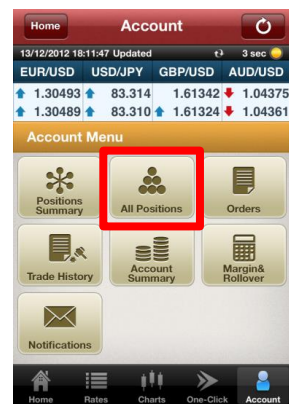 Home Account
13/12/2012 18:11:47 Updated 3 sec
EUR/USD USD/JPY GBP/USD AUD/USD
1.30493 83.314 1.61342 1.04375
1.30489 83.310 1.61324 1.04361
Account Menu
Positions Summary
All Positions
Orders
Trade History
Account Summary
Margin& Rollover
Notifications
Home Rates Charts One-Click Account